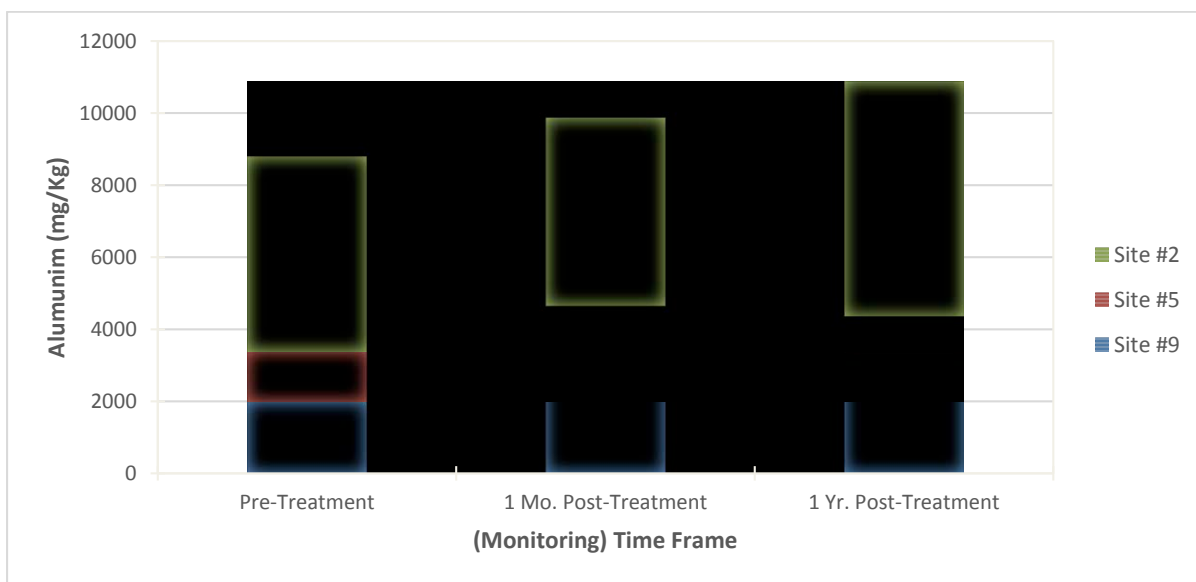 12000
10000
8000
6000
4000
2000
0
Alumunim (mg/Kg)
Pre-Treatment
1 Mo. Post-Treatment
1 Yr. Post-Treatment
(Monitoring) Time Frame
Site #2
Site #5
Site #9